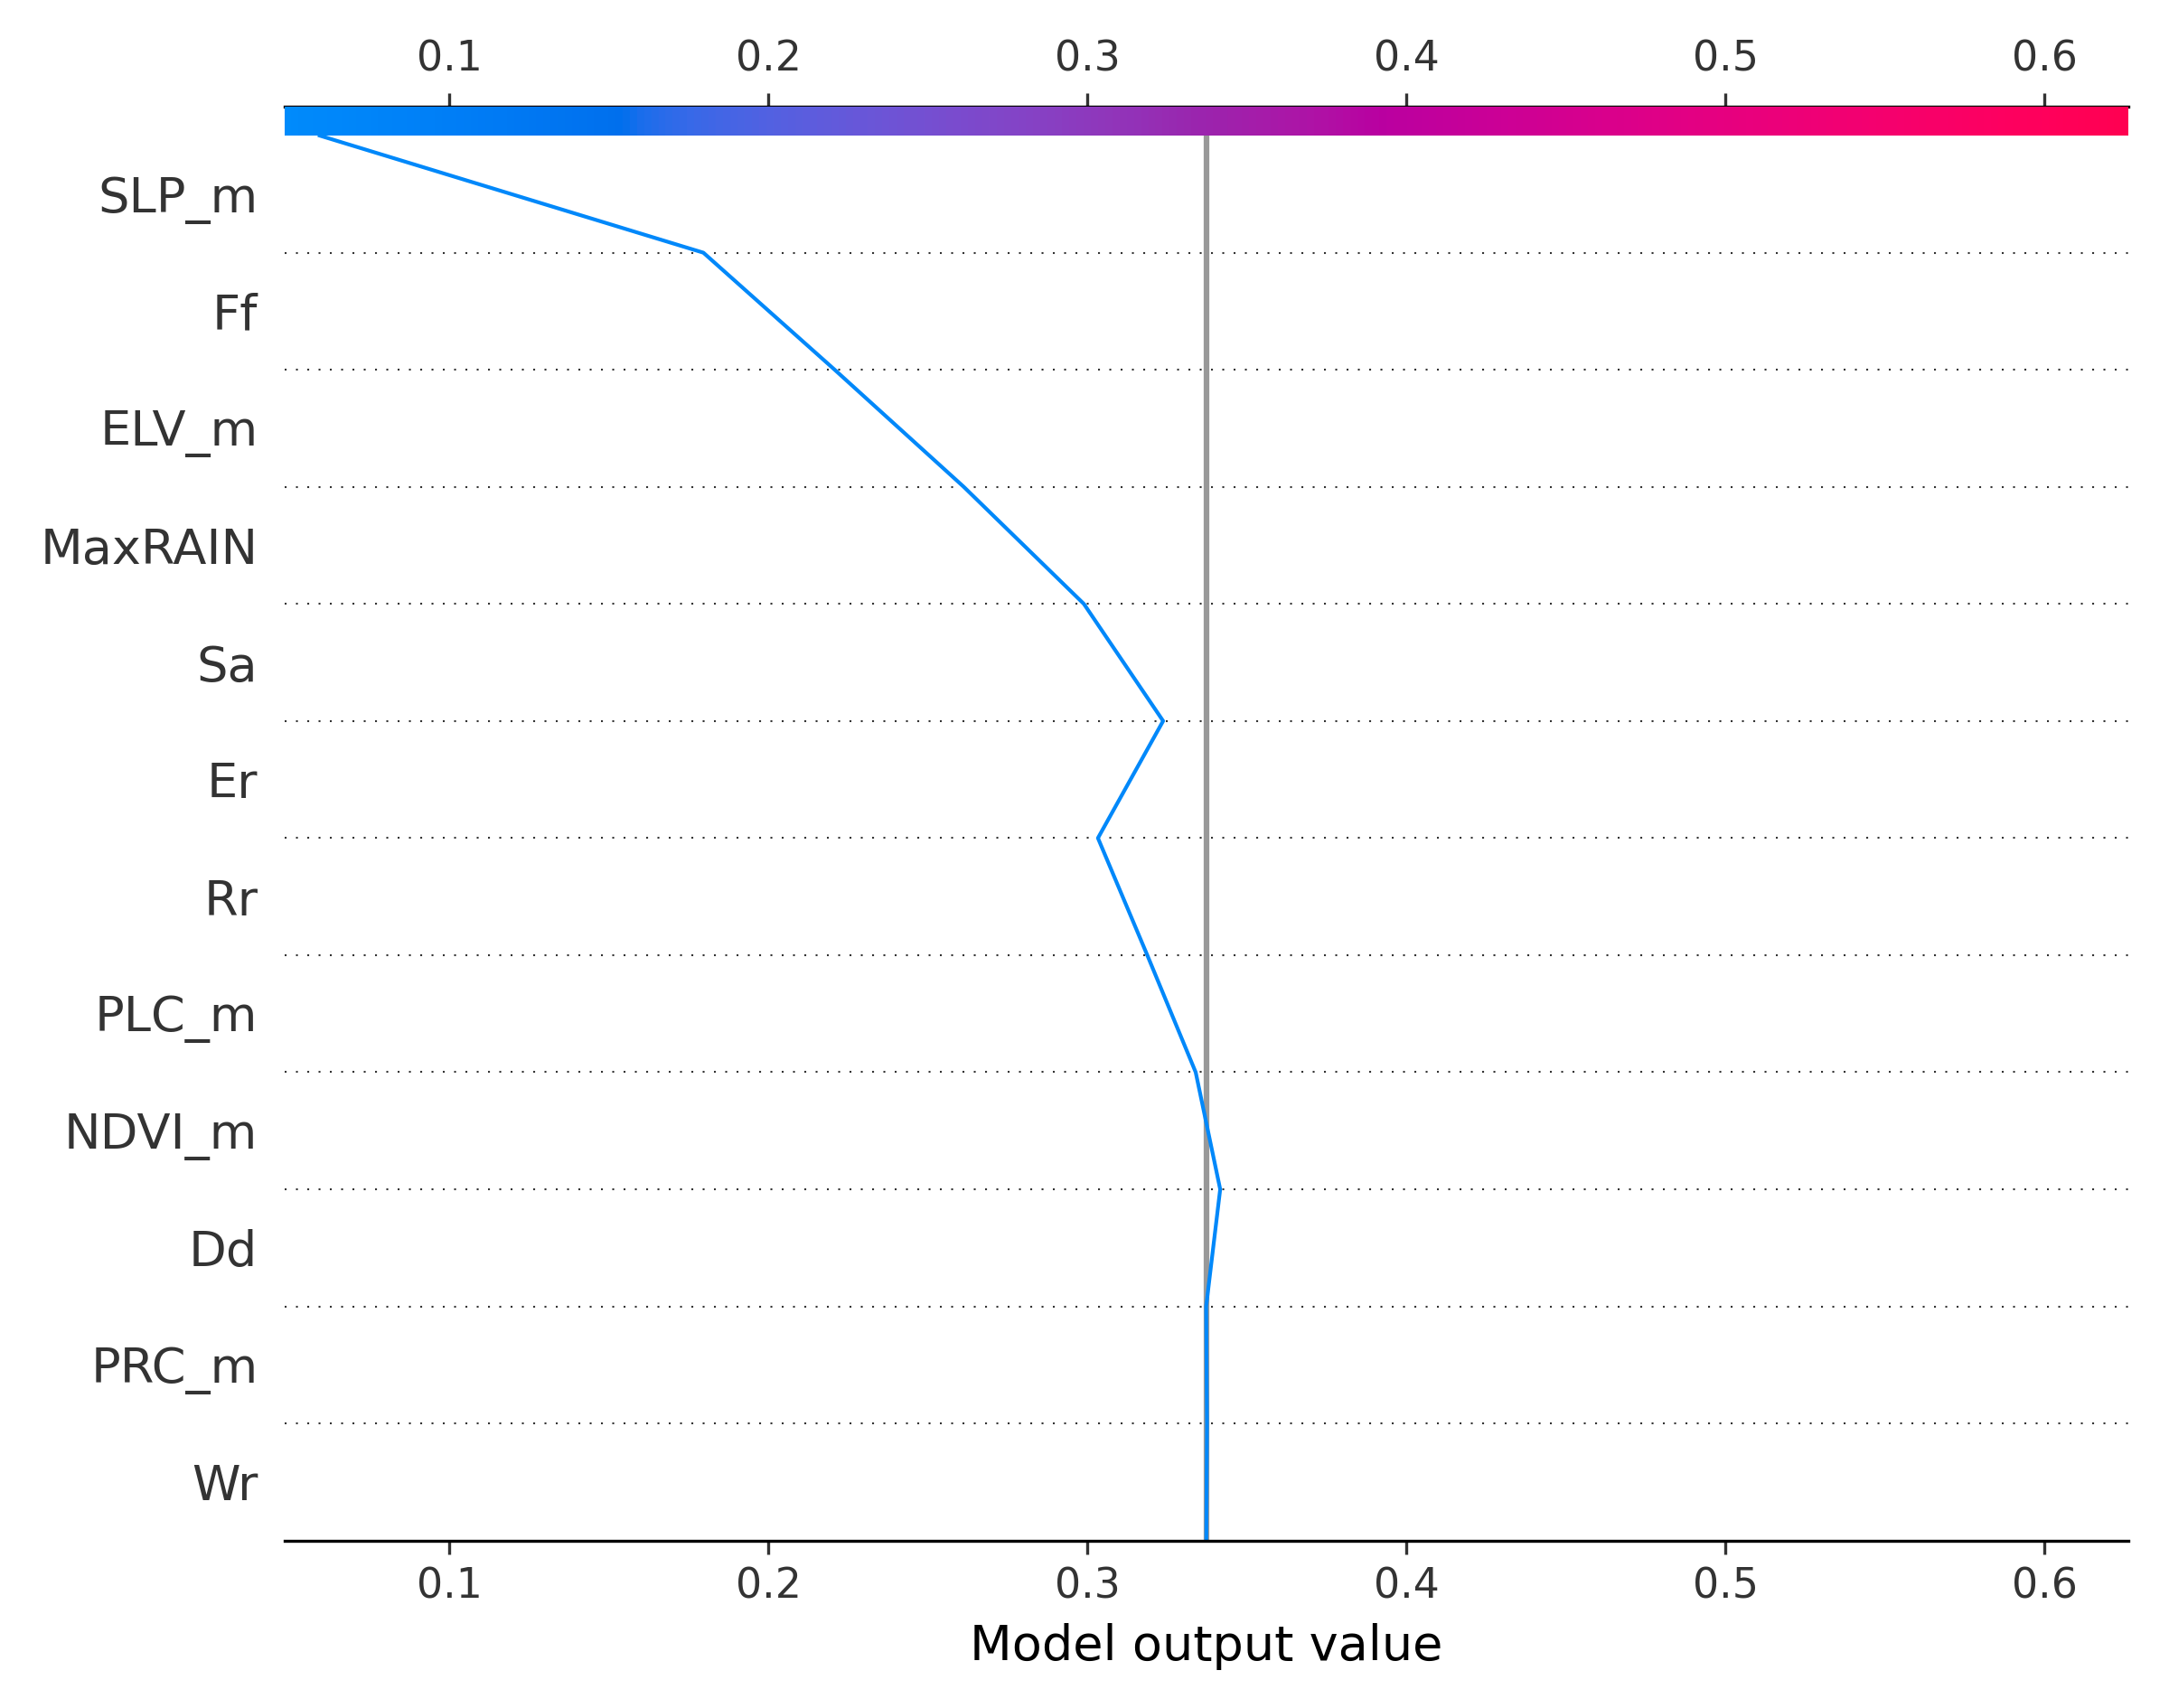 0.1 0.2 0.3 0.4 0.5 0.6
SLP_m
Ff
ELV_m
MaxRAIN
Sa
Er
Rr
PLC_m
NDVI_m
Dd
PRC_m
Wr
0.1 0.2 0.3 0.4 0.5 0.6
Model output value